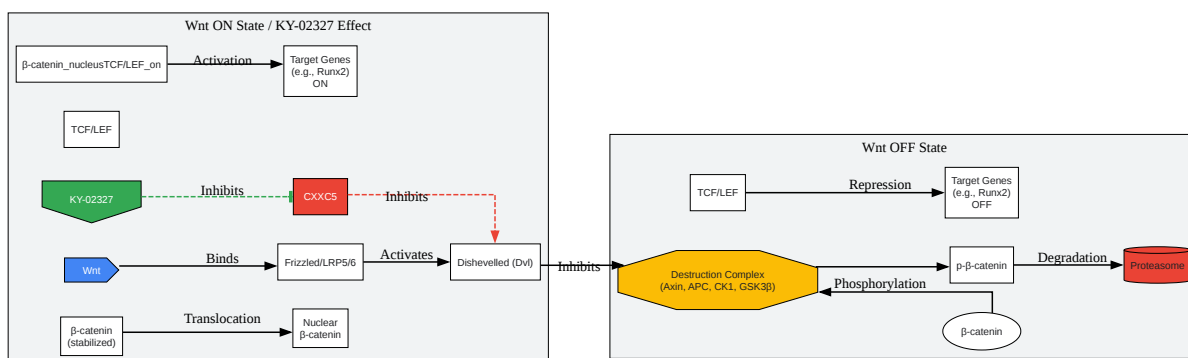 Wnt ON State / KY-02327 Effect
β-catenin_nucleusTCF/LEF_on
Activation
Target Genes
(e.g., Runx2)
ON
TCF/LEF
KY-02327
Inhibits
CXXC5
Inhibits
Wnt
Binds
Frizzled/LRP5/6
Activates
Dishevelled (Dvl)
Inhibits
β-catenin
(stabilized)
Translocation
Nuclear
β-catenin
Wnt OFF State
TCF/LEF
Repression
Target Genes
(e.g., Runx2)
OFF
Destruction Complex
(Axin, APC, CK1, GSK3β)
p-β-catenin
Degradation
Proteasome
Phosphorylation
β-catenin